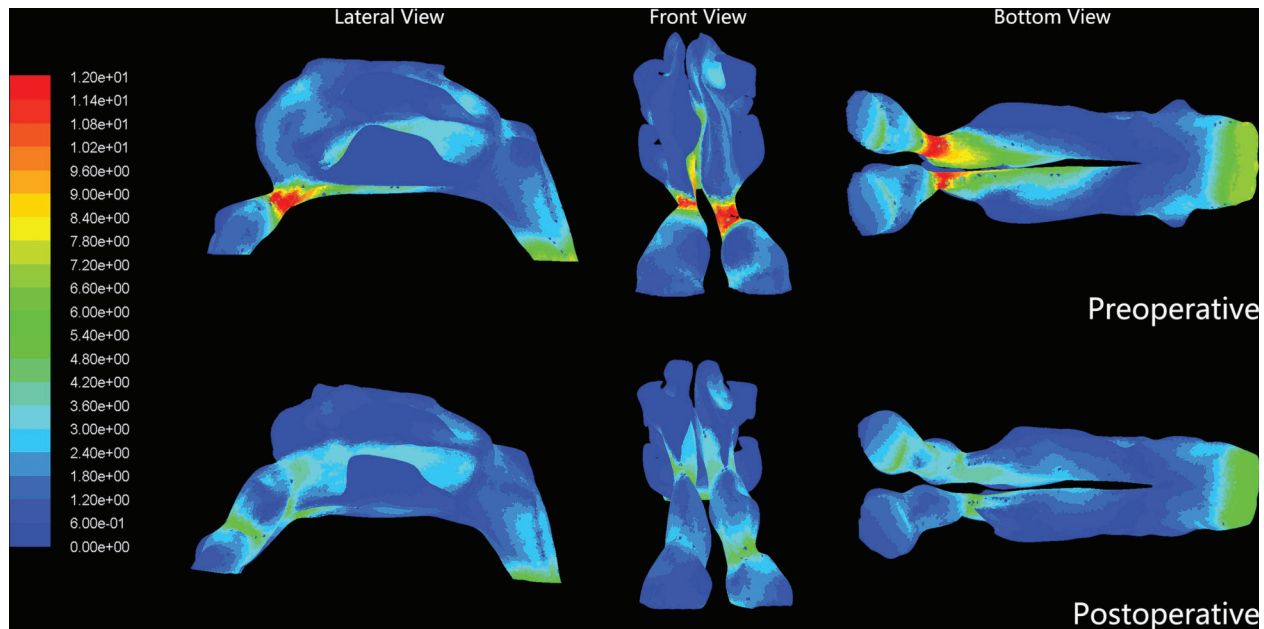 Lateral View
Front View
Bottom View
1.20e+01
1.14e+01
1.08e+01
1.02e+01
9.60e+00
9.00e+00
8.40e+00
7.80e+00
7.20e+00
6.60e+00
6.00e+00
5.40e+00
4.80e+00
4.20e+00
3.60e+00
2.40e+00
1.80e+00
1.20e+00
6.00e-01
0.00e+00
Preoperative
Postoperative